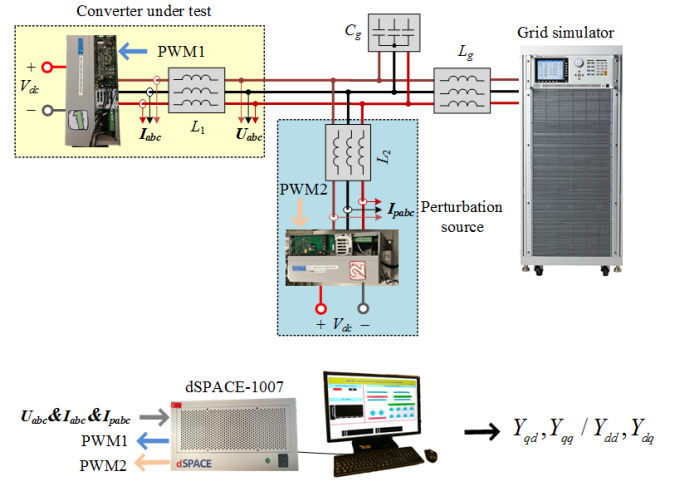 Converter under test
PWM1
+
V_dc
−
I_abc
L_1
U_abc
C_g
L_g
Grid simulator
L_2
PWM2
I_pabc
Perturbation
source
+ V_dc −
dSPACE-1007
U_abc&I_abc&I_pabc
PWM1
PWM2
dSPACE
Y_qd, Y_qq / Y_dd, Y_dq